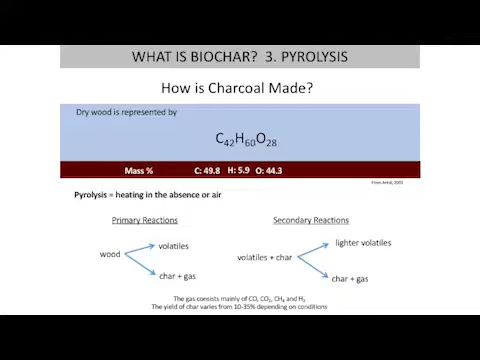 WHAT IS BIOCHAR? 3. PYROLYSIS
How is Charcoal Made?
Dry wood is represented by
C₄₂H₆₀O₂₈
Mass % C: 49.8 H: 5.9 O: 44.3
From Antal, 2003
Pyrolysis = heating in the absence or air
Primary Reactions
wood
volatiles
char + gas
Secondary Reactions
volatiles + char
lighter volatiles
char + gas
The gas consists mainly of CO, CO₂, CH₄ and H₂
The yield of char varies from 10-35% depending on conditions